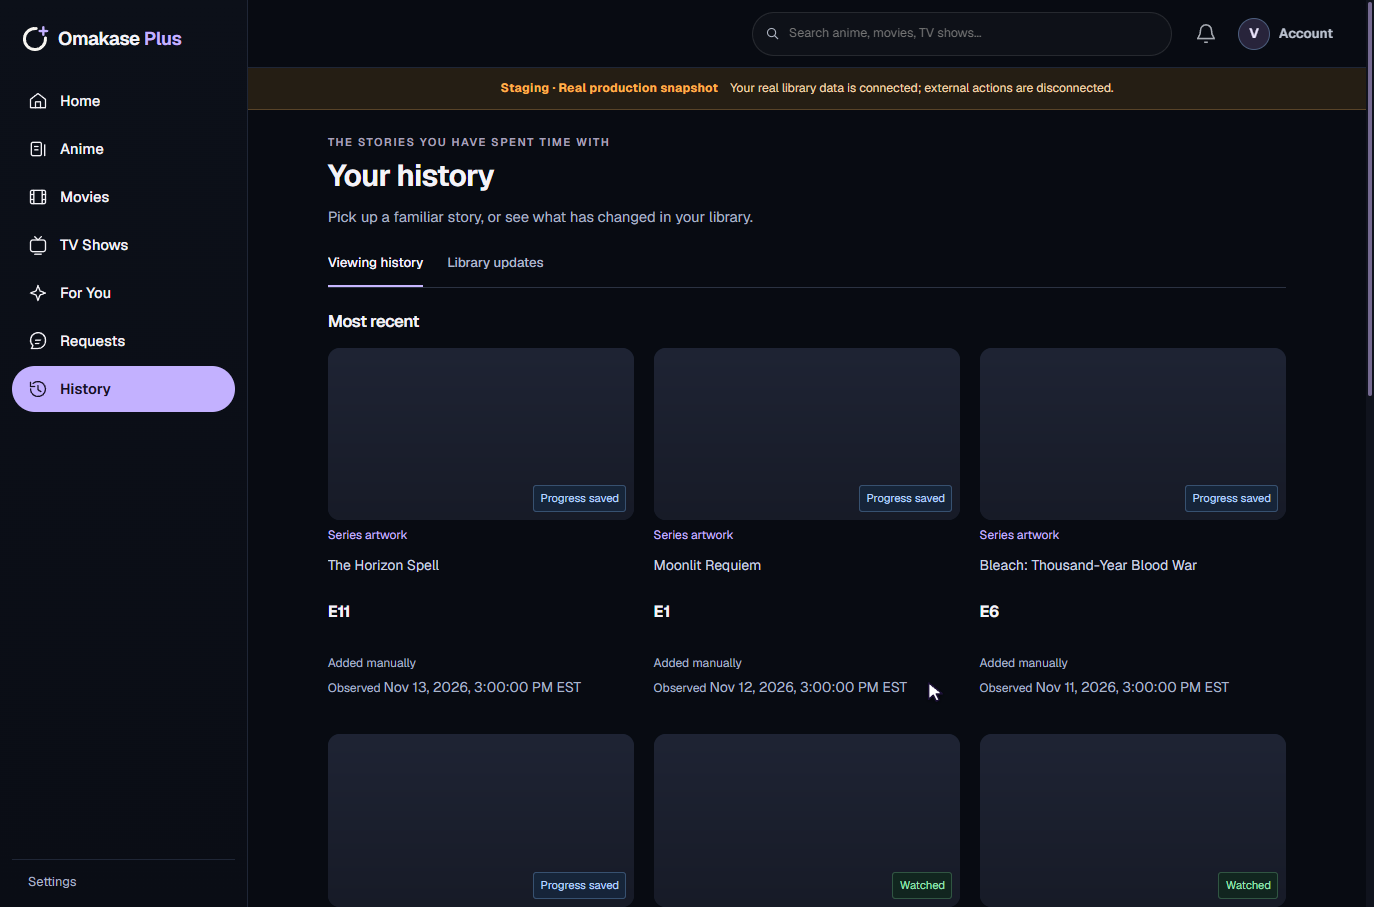 Omakase Plus
Search anime, movies, TV shows...
V
Account
Home
Anime
Movies
TV Shows
For You
Requests
History
Settings
Staging · Real production snapshot Your real library data is connected; external actions are disconnected.
THE STORIES YOU HAVE SPENT TIME WITH
Your history
Pick up a familiar story, or see what has changed in your library.
Viewing history
Library updates
Most recent
Progress saved
Series artwork
The Horizon Spell
E11
Added manually
Observed Nov 13, 2026, 3:00:00 PM EST
Progress saved
Series artwork
Moonlit Requiem
E1
Added manually
Observed Nov 12, 2026, 3:00:00 PM EST
Progress saved
Series artwork
Bleach: Thousand-Year Blood War
E6
Added manually
Observed Nov 11, 2026, 3:00:00 PM EST
Progress saved
Watched
Watched